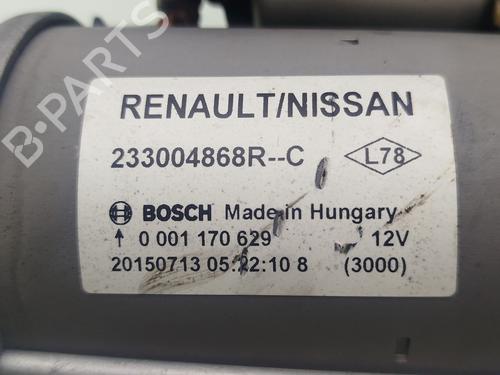 RENAULT/NISSAN
233004868R--C L78
BOSCH Made in Hungary
0 001 170 629 12V
20150713 05:22:10 8 (3000)